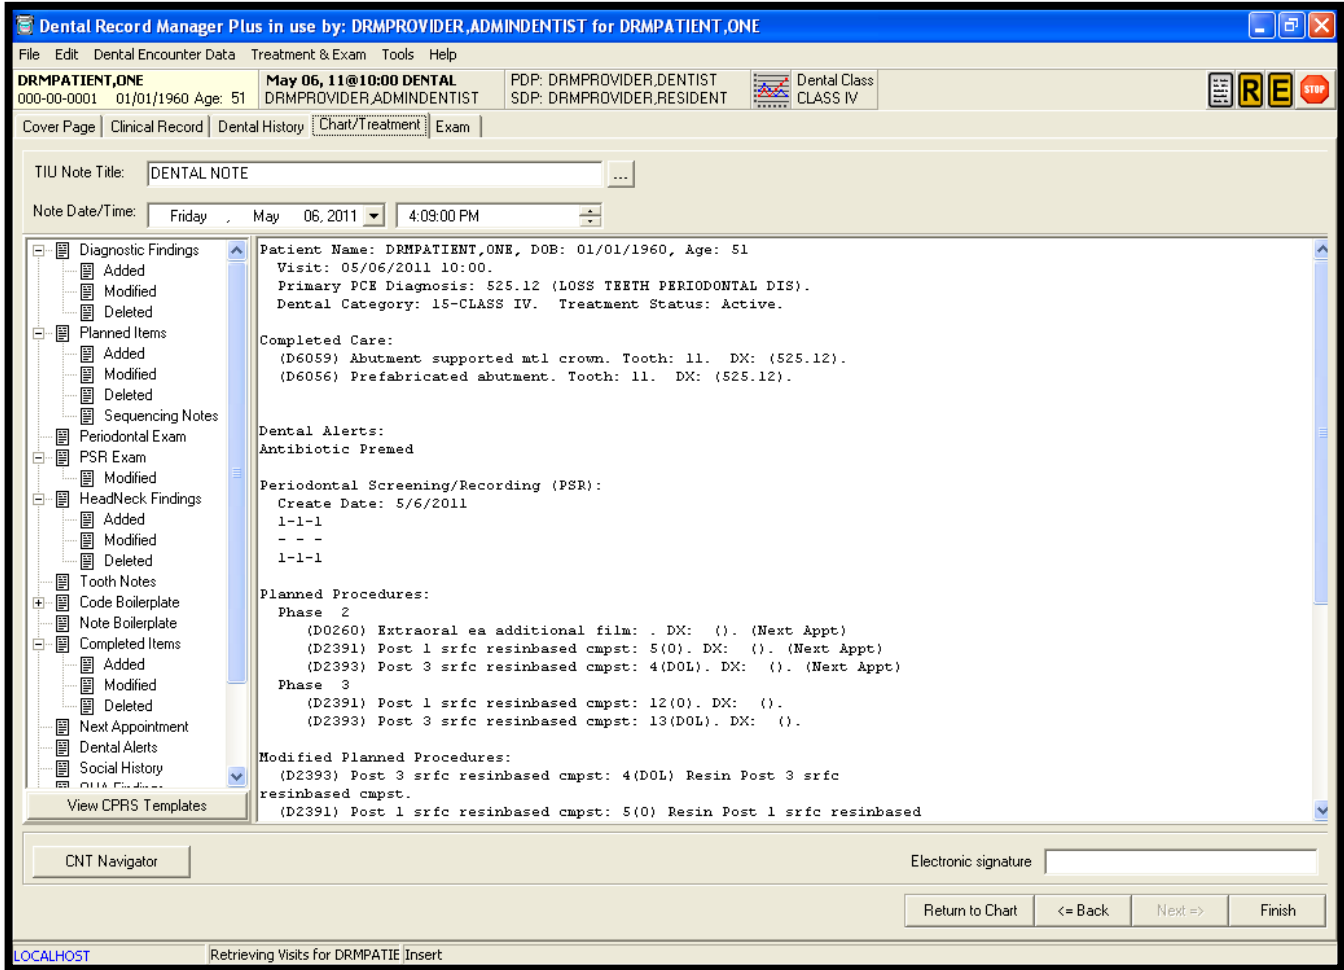 Dental Record Manager Plus in use by: DRMPROVIDER,ADMINDENTIST for DRMPATIENT,ONE
File Edit Dental Encounter Data Treatment & Exam Tools Help
DRMPATIENT,ONE
000-00-0001 01/01/1960 Age: 51
May 06, 11@10:00 DENTAL
DRMPROVIDER,ADMINDENTIST
PDP: DRMPROVIDER,DENTIST
SDP: DRMPROVIDER,RESIDENT
Dental Class
CLASS IV
R E STOP
Cover Page Clinical Record Dental History Chart/Treatment Exam
TIU Note Title: DENTAL NOTE ...
Note Date/Time: Friday , May 06, 2011 4:09:00 PM
Diagnostic Findings
Added
Modified
Deleted
Planned Items
Added
Modified
Deleted
Sequencing Notes
Periodontal Exam
PSR Exam
Modified
HeadNeck Findings
Added
Modified
Deleted
Tooth Notes
Code Boilerplate
Note Boilerplate
Completed Items
Added
Modified
Deleted
Next Appointment
Dental Alerts
Social History
View CPRS Templates
Patient Name: DRMPATIENT,ONE, DOB: 01/01/1960, Age: 51
Visit: 05/06/2011 10:00.
Primary PCE Diagnosis: 525.12 (LOSS TEETH PERIODONTAL DIS).
Dental Category: 15-CLASS IV. Treatment Status: Active.
Completed Care:
(D6059) Abutment supported mtl crown. Tooth: 11. DX: (525.12).
(D6056) Prefabricated abutment. Tooth: 11. DX: (525.12).
Dental Alerts:
Antibiotic Premed
Periodontal Screening/Recording (PSR):
Create Date: 5/6/2011
1-1-1
- - -
1-1-1
Planned Procedures:
Phase 2
(D0260) Extraoral ea additional film: . DX: (). (Next Appt)
(D2391) Post 1 srfc resinbased cmpst: 5(O). DX: (). (Next Appt)
(D2393) Post 3 srfc resinbased cmpst: 4(DOL). DX: (). (Next Appt)
Phase 3
(D2391) Post 1 srfc resinbased cmpst: 12(O). DX: ().
(D2393) Post 3 srfc resinbased cmpst: 13(DOL). DX: ().
Modified Planned Procedures:
(D2393) Post 3 srfc resinbased cmpst: 4(DOL) Resin Post 3 srfc
resinbased cmpst.
(D2391) Post 1 srfc resinbased cmpst: 5(O) Resin Post 1 srfc resinbased
CNT Navigator
Electronic signature
Return to Chart <= Back Next => Finish
LOCALHOST Retrieving Visits for DRMPATIE Insert